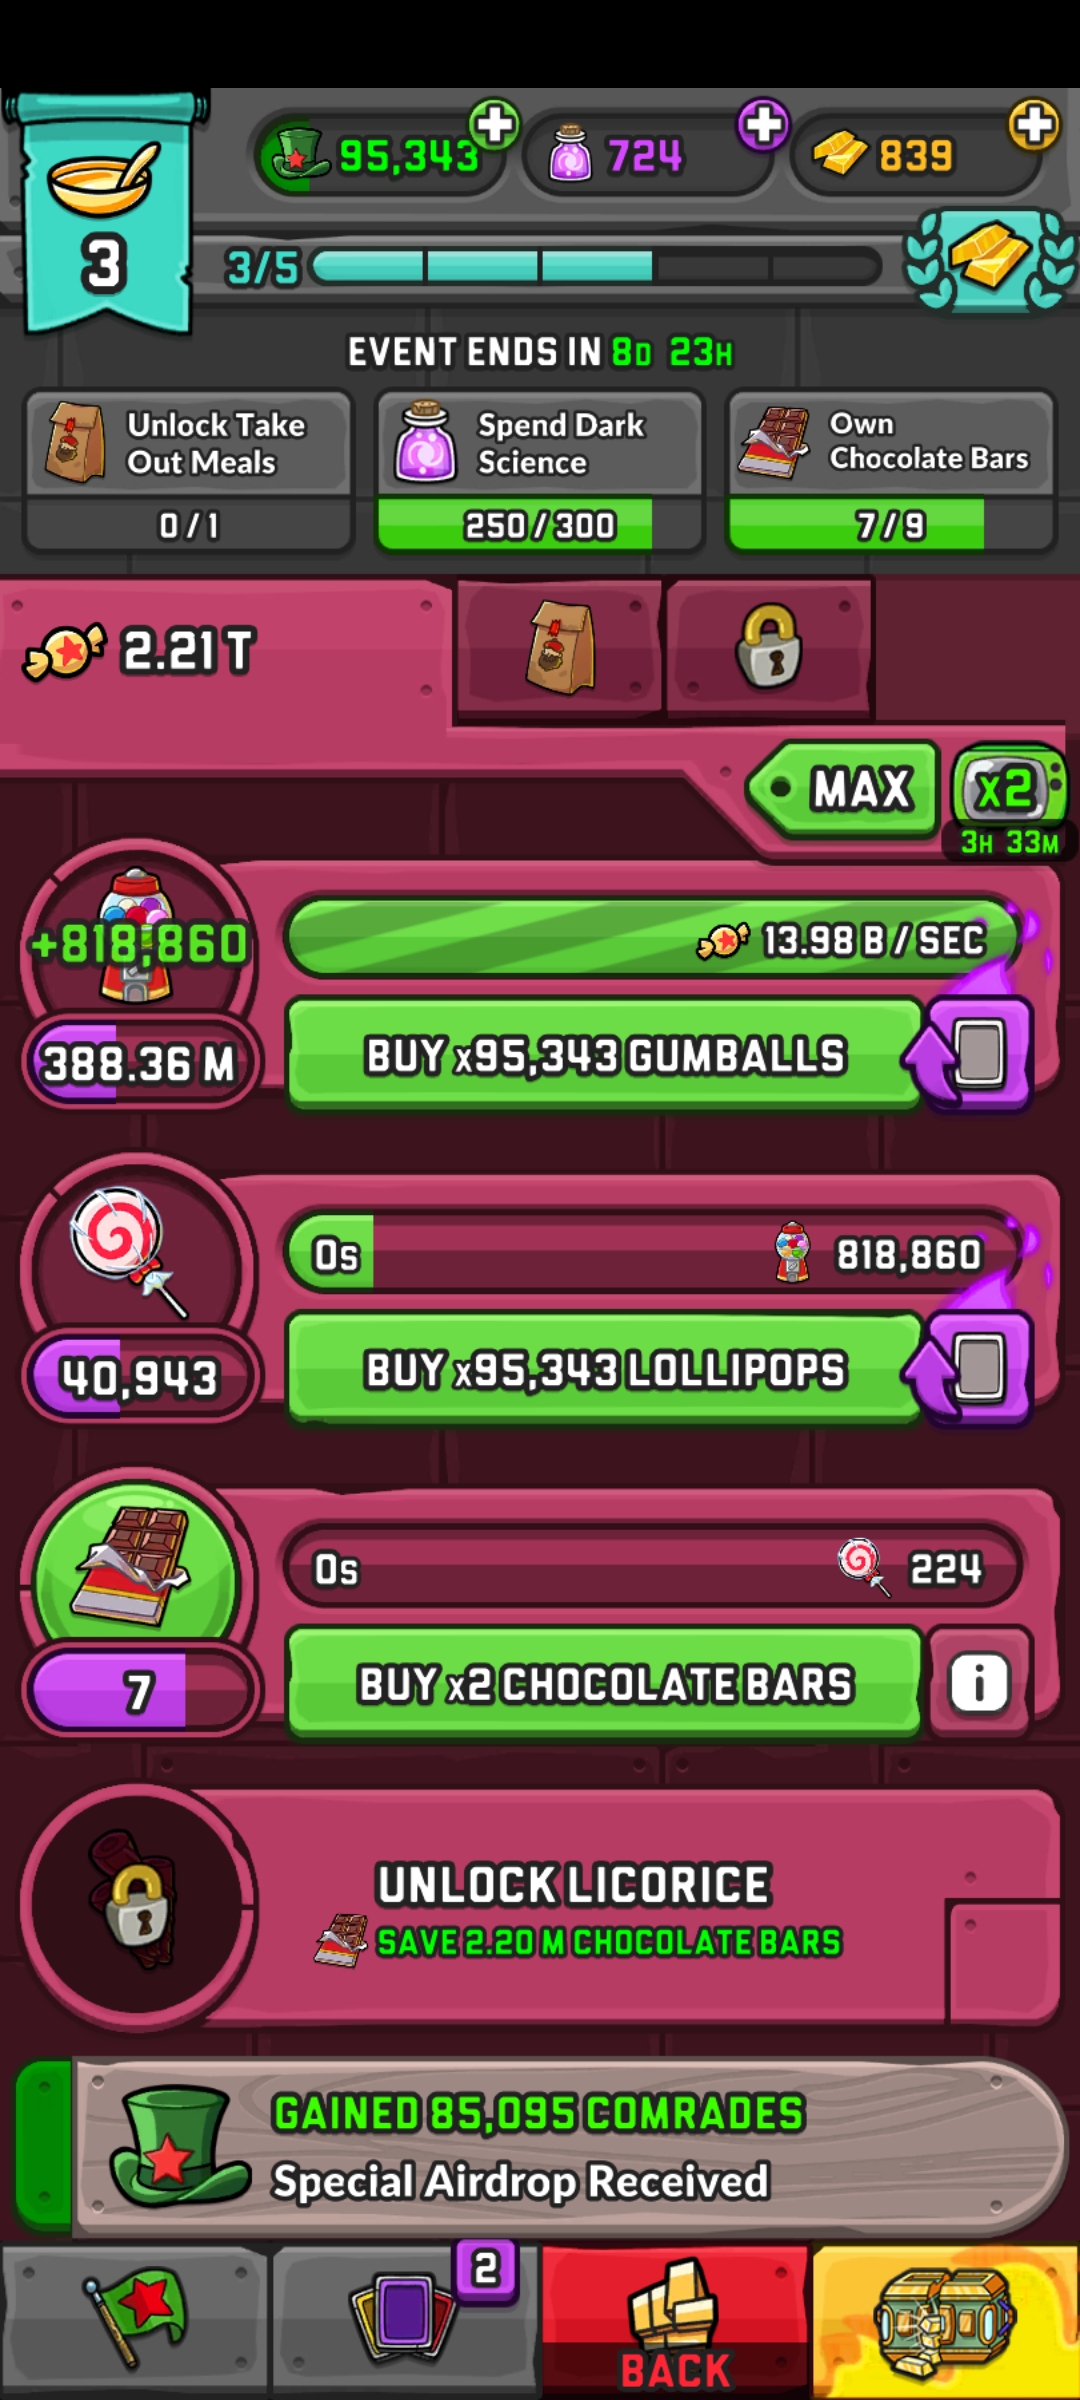 95,343
724
839
3
3/5
EVENT ENDS IN 8D 23H
Unlock Take
Out Meals
0/1
Spend Dark
Science
250/300
Own
Chocolate Bars
7/9
2.21 T
MAX
x2
3H 33M
+818,860
13.98 B / SEC
388.36 M
BUY x95,343 GUMBALLS
0s
818,860
40,943
BUY x95,343 LOLLIPOPS
0s
224
7
BUY x2 CHOCOLATE BARS
i
UNLOCK LICORICE
SAVE 2.20 M CHOCOLATE BARS
GAINED 85,095 COMRADES
Special Airdrop Received
2
BACK